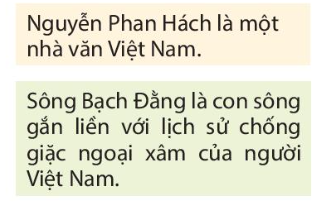 Nguyễn Phan Hách là một
nhà văn Việt Nam.
Sông Bạch Đằng là con sông
gắn liền với lịch sử chống
giặc ngoại xâm của người
Việt Nam.